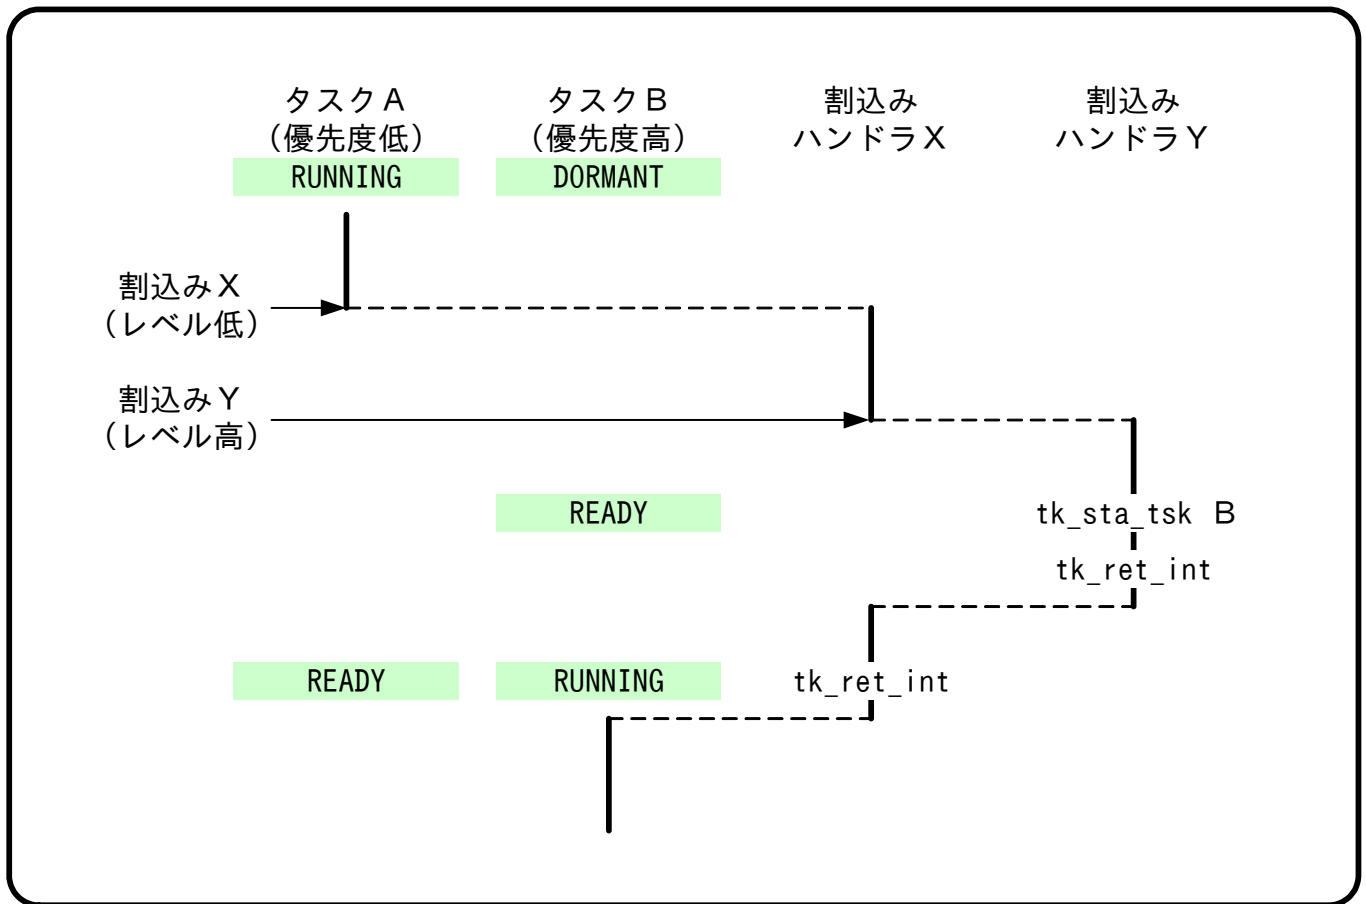 タスクA
（優先度低）
RUNNING
タスクB
（優先度高）
DORMANT
割込み
ハンドラX
割込み
ハンドラY
割込みX
（レベル低）
割込みY
（レベル高）
READY
tk_sta_tsk B
tk_ret_int
READY
RUNNING
tk_ret_int